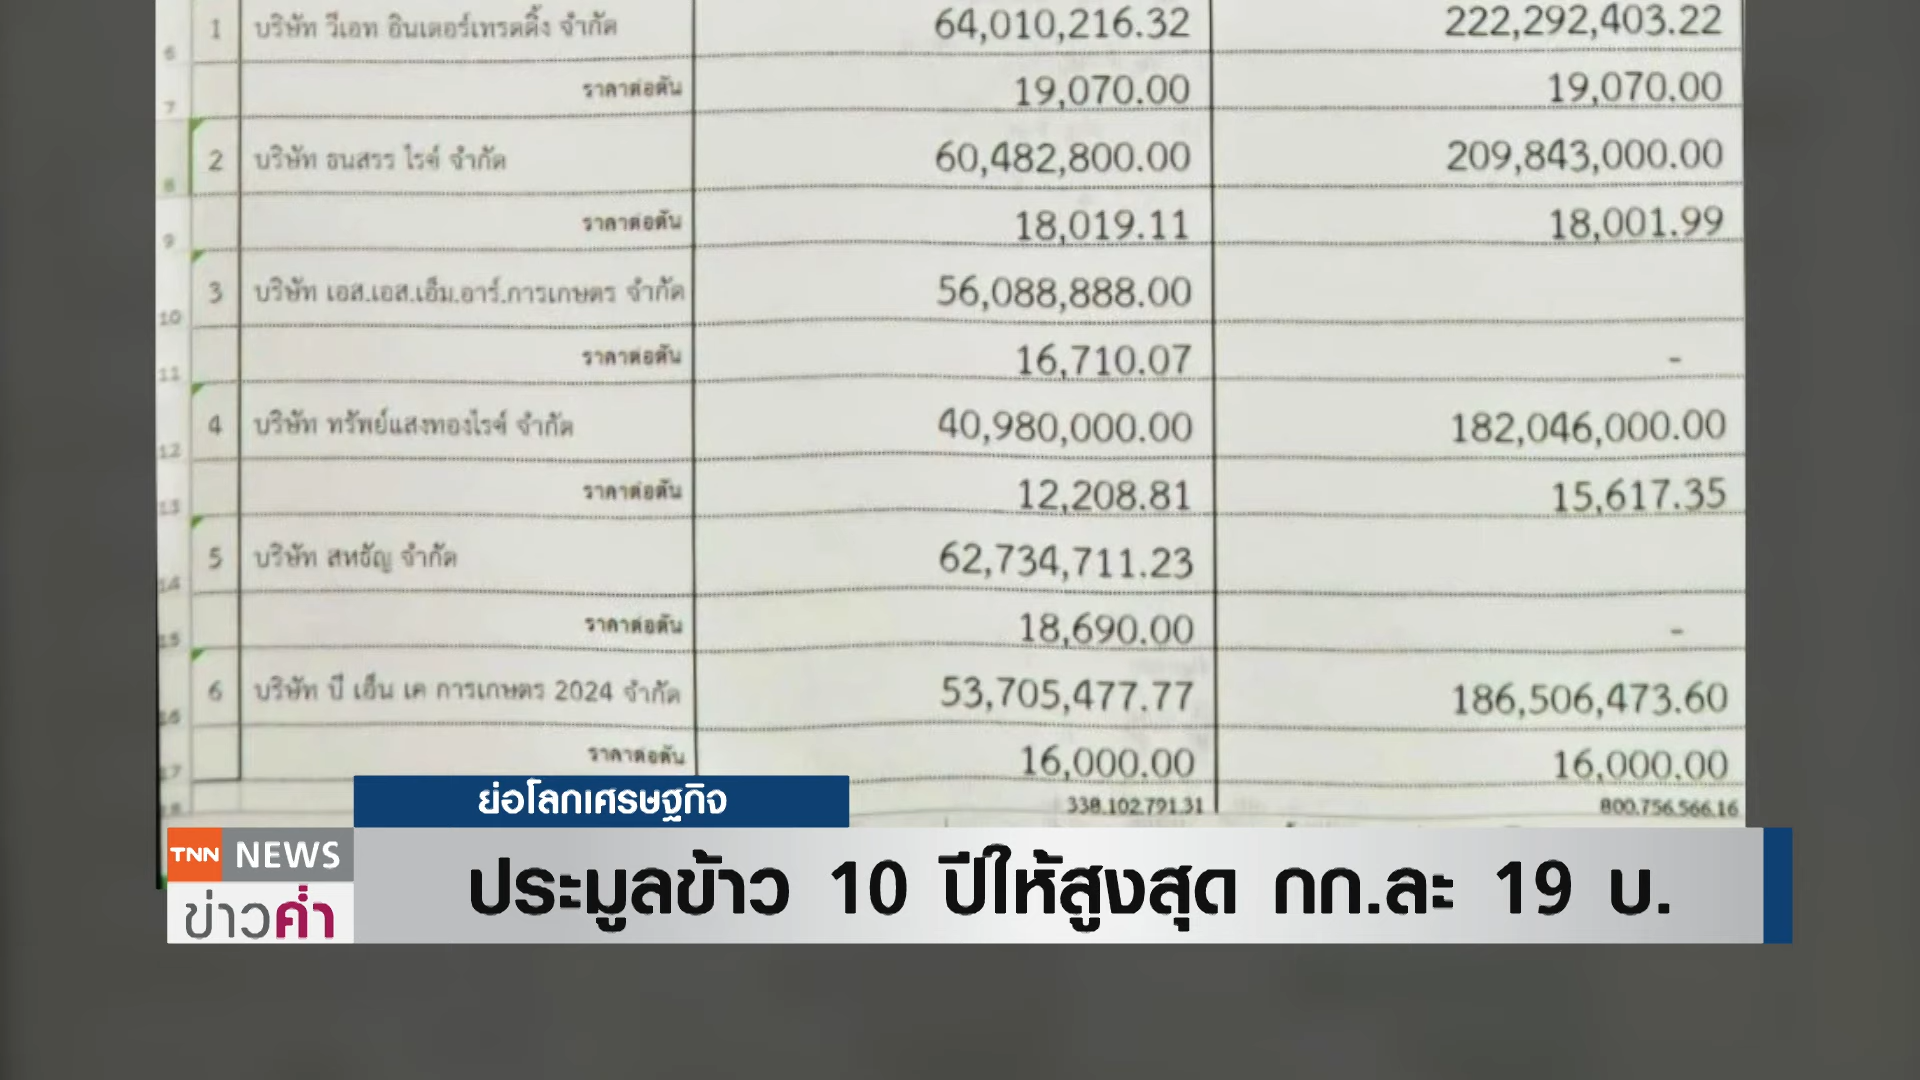 1 บริษัท วีเอท อินเตอร์เทรดดิ้ง จำกัด 64,010,216.32 222,292,403.22
6
ราคาต่อตัน 19,070.00 19,070.00
7
2 บริษัท ธนสรร ไรซ์ จำกัด 60,482,800.00 209,843,000.00
8
ราคาต่อตัน 18,019.11 18,001.99
9
3 บริษัท เอส.เอส.เอ็ม.อาร์.การเกษตร จำกัด 56,088,888.00
10
ราคาต่อตัน 16,710.07 -
11
4 บริษัท ทรัพย์แสงทองไรซ์ จำกัด 40,980,000.00 182,046,000.00
12
ราคาต่อตัน 12,208.81 15,617.35
13
5 บริษัท สหธัญ จำกัด 62,734,711.23
14
ราคาต่อตัน 18,690.00 -
15
6 บริษัท บี เอ็น เค การเกษตร 2024 จำกัด 53,705,477.77 186,506,473.60
16
ราคาต่อตัน 16,000.00 16,000.00
17
18 338,102,791.31 800,756,566.16
ย่อโลกเศรษฐกิจ
TNN NEWS
ข่าวค่ำ
ประมูลข้าว 10 ปีให้สูงสุด กก.ละ 19 บ.